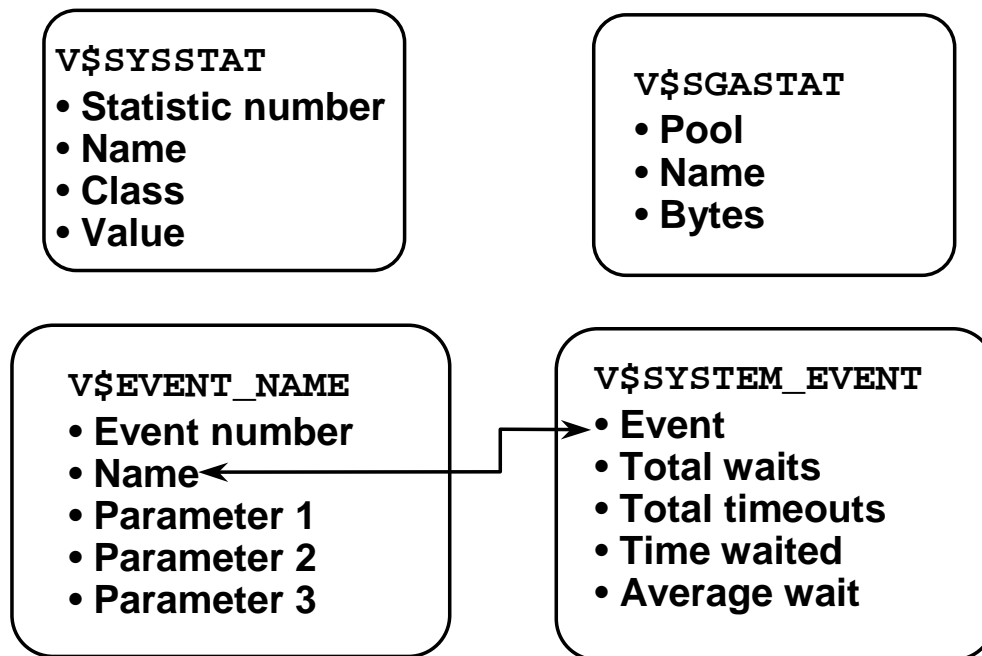 V$SYSSTAT
• Statistic number
• Name
• Class
• Value
V$SGASTAT
• Pool
• Name
• Bytes
V$EVENT_NAME
• Event number
• Name
• Parameter 1
• Parameter 2
• Parameter 3
V$SYSTEM_EVENT
• Event
• Total waits
• Total timeouts
• Time waited
• Average wait